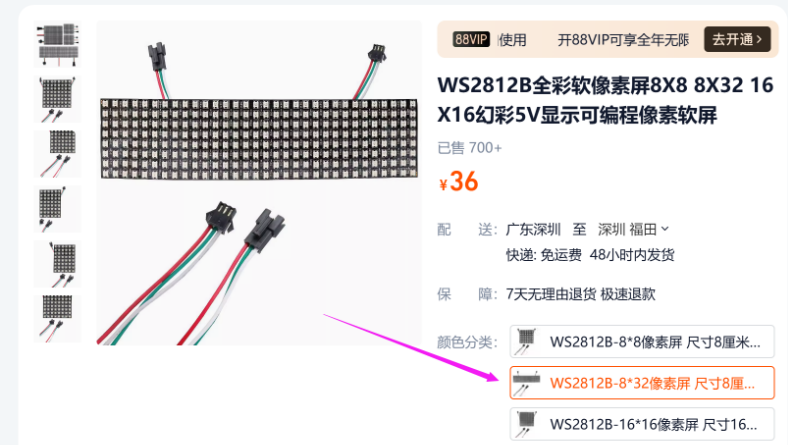 88VIP 使用 开88VIP可享全年无限 去开通 >
WS2812B全彩软像素屏8X8 8X32 16
X16幻彩5V显示可编程像素软屏
已售 700+
¥36
配 送: 广东深圳 至 深圳 福田
快递: 免运费 48小时内发货
保 障: 7天无理由退货 极速退款
颜色分类: WS2812B-8*8像素屏 尺寸8厘米...
WS2812B-8*32像素屏 尺寸8厘...
WS2812B-16*16像素屏 尺寸16...